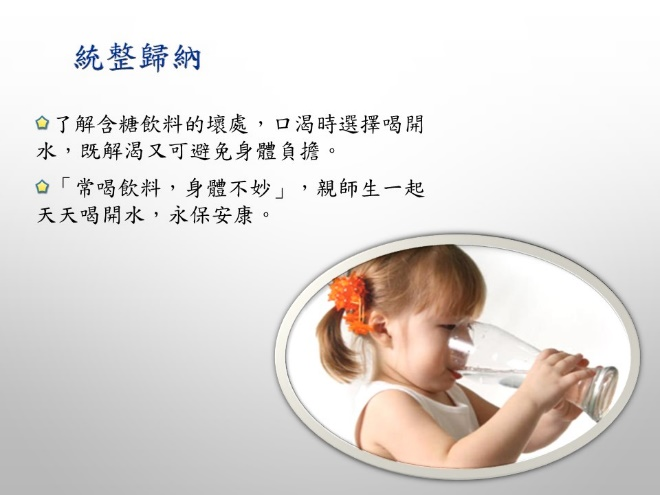 統整歸納
了解含糖飲料的壞處，口渴時選擇喝開
水，既解渴又可避免身體負擔。
「常喝飲料，身體不妙」，親師生一起
天天喝開水，永保安康。